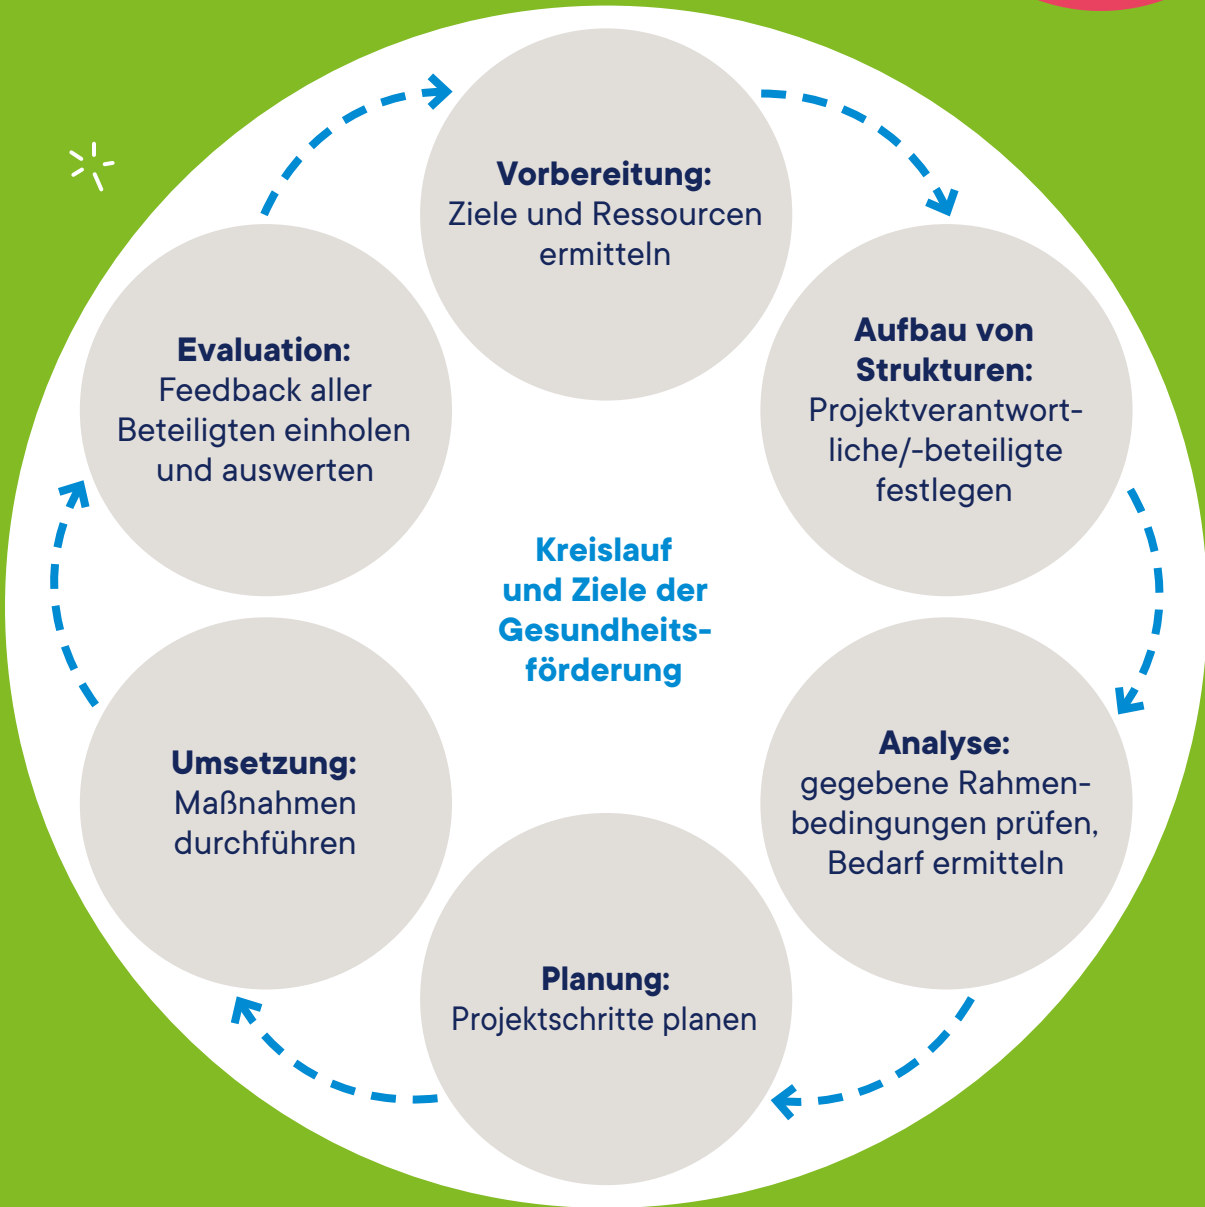 Vorbereitung:
Ziele und Ressourcen
ermitteln
Aufbau von
Strukturen:
Projektverantwort-
liche/-beteiligte
festlegen
Analyse:
gegebene Rahmen-
bedingungen prüfen,
Bedarf ermitteln
Planung:
Projektschritte planen
Umsetzung:
Maßnahmen
durchführen
Evaluation:
Feedback aller
Beteiligten einholen
und auswerten
Kreislauf
und Ziele der
Gesundheits-
förderung